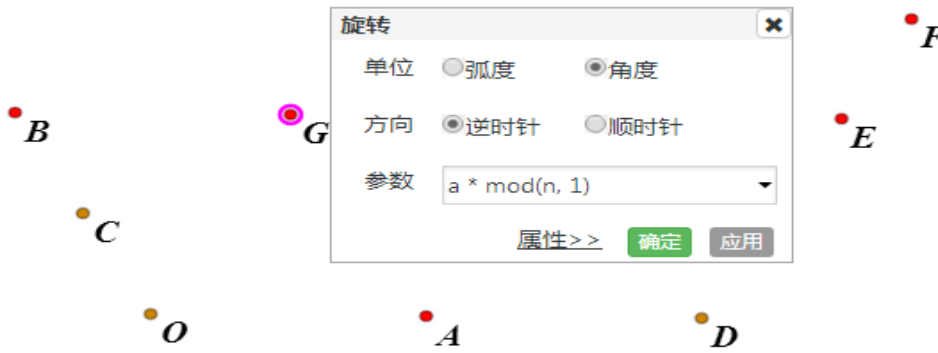 旋转
F
单位 弧度 角度
B
G
方向 逆时针 顺时针
E
参数 a * mod(n, 1)
C
属性>> 确定 应用
O
A
D